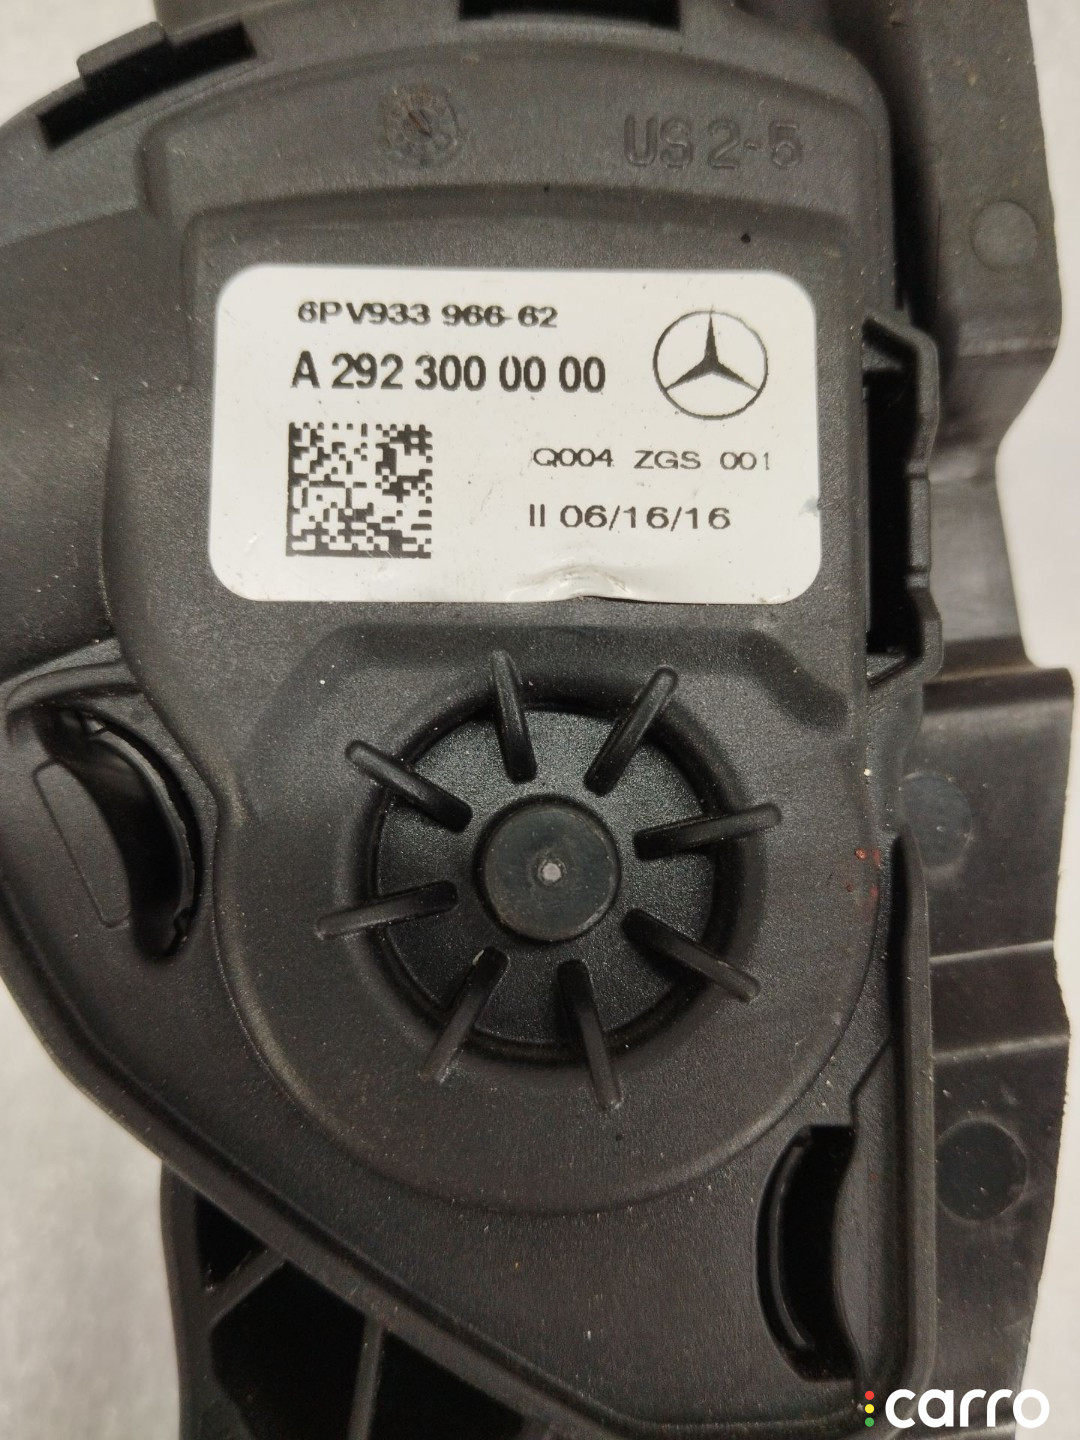 US 2-5
6PV933 966-62
A 292 300 00 00
Q004 ZGS 001
II 06/16/16
carro